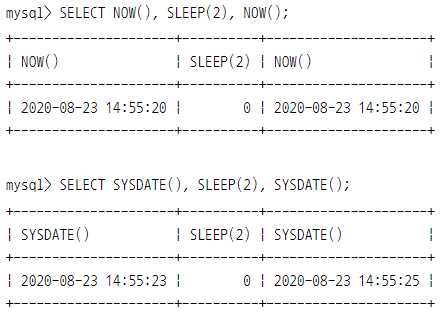 mysql> SELECT NOW(), SLEEP(2), NOW();
+---------------------+----------+---------------------+
| NOW()               | SLEEP(2) | NOW()               |
+---------------------+----------+---------------------+
| 2020-08-23 14:55:20 |        0 | 2020-08-23 14:55:20 |
+---------------------+----------+---------------------+
mysql> SELECT SYSDATE(), SLEEP(2), SYSDATE();
+---------------------+----------+---------------------+
| SYSDATE()           | SLEEP(2) | SYSDATE()           |
+---------------------+----------+---------------------+
| 2020-08-23 14:55:23 |        0 | 2020-08-23 14:55:25 |
+---------------------+----------+---------------------+